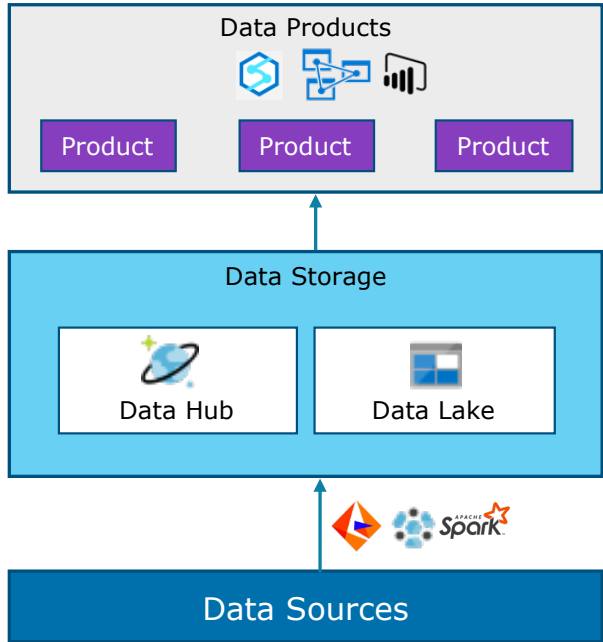 Data Products
Product
Product
Product
Data Storage
Data Hub
Data Lake
APACHE
Spark
Data Sources